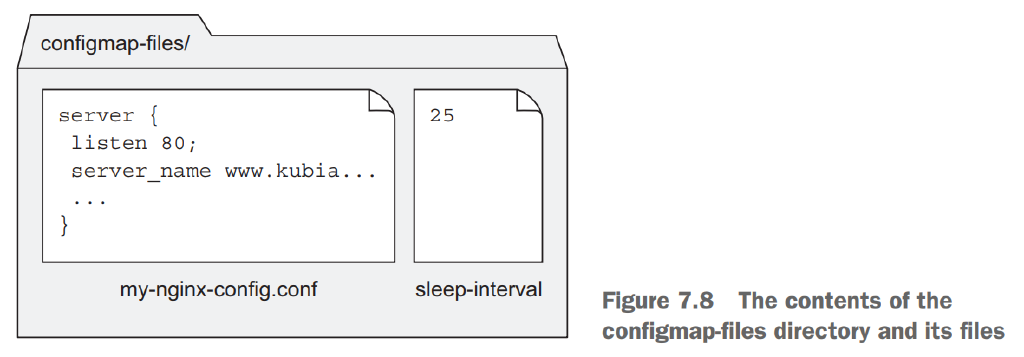 configmap-files/
server {
 listen 80;
 server_name www.kubia...
 ...
}
my-nginx-config.conf
25
sleep-interval
Figure 7.8 The contents of the
configmap-files directory and its files